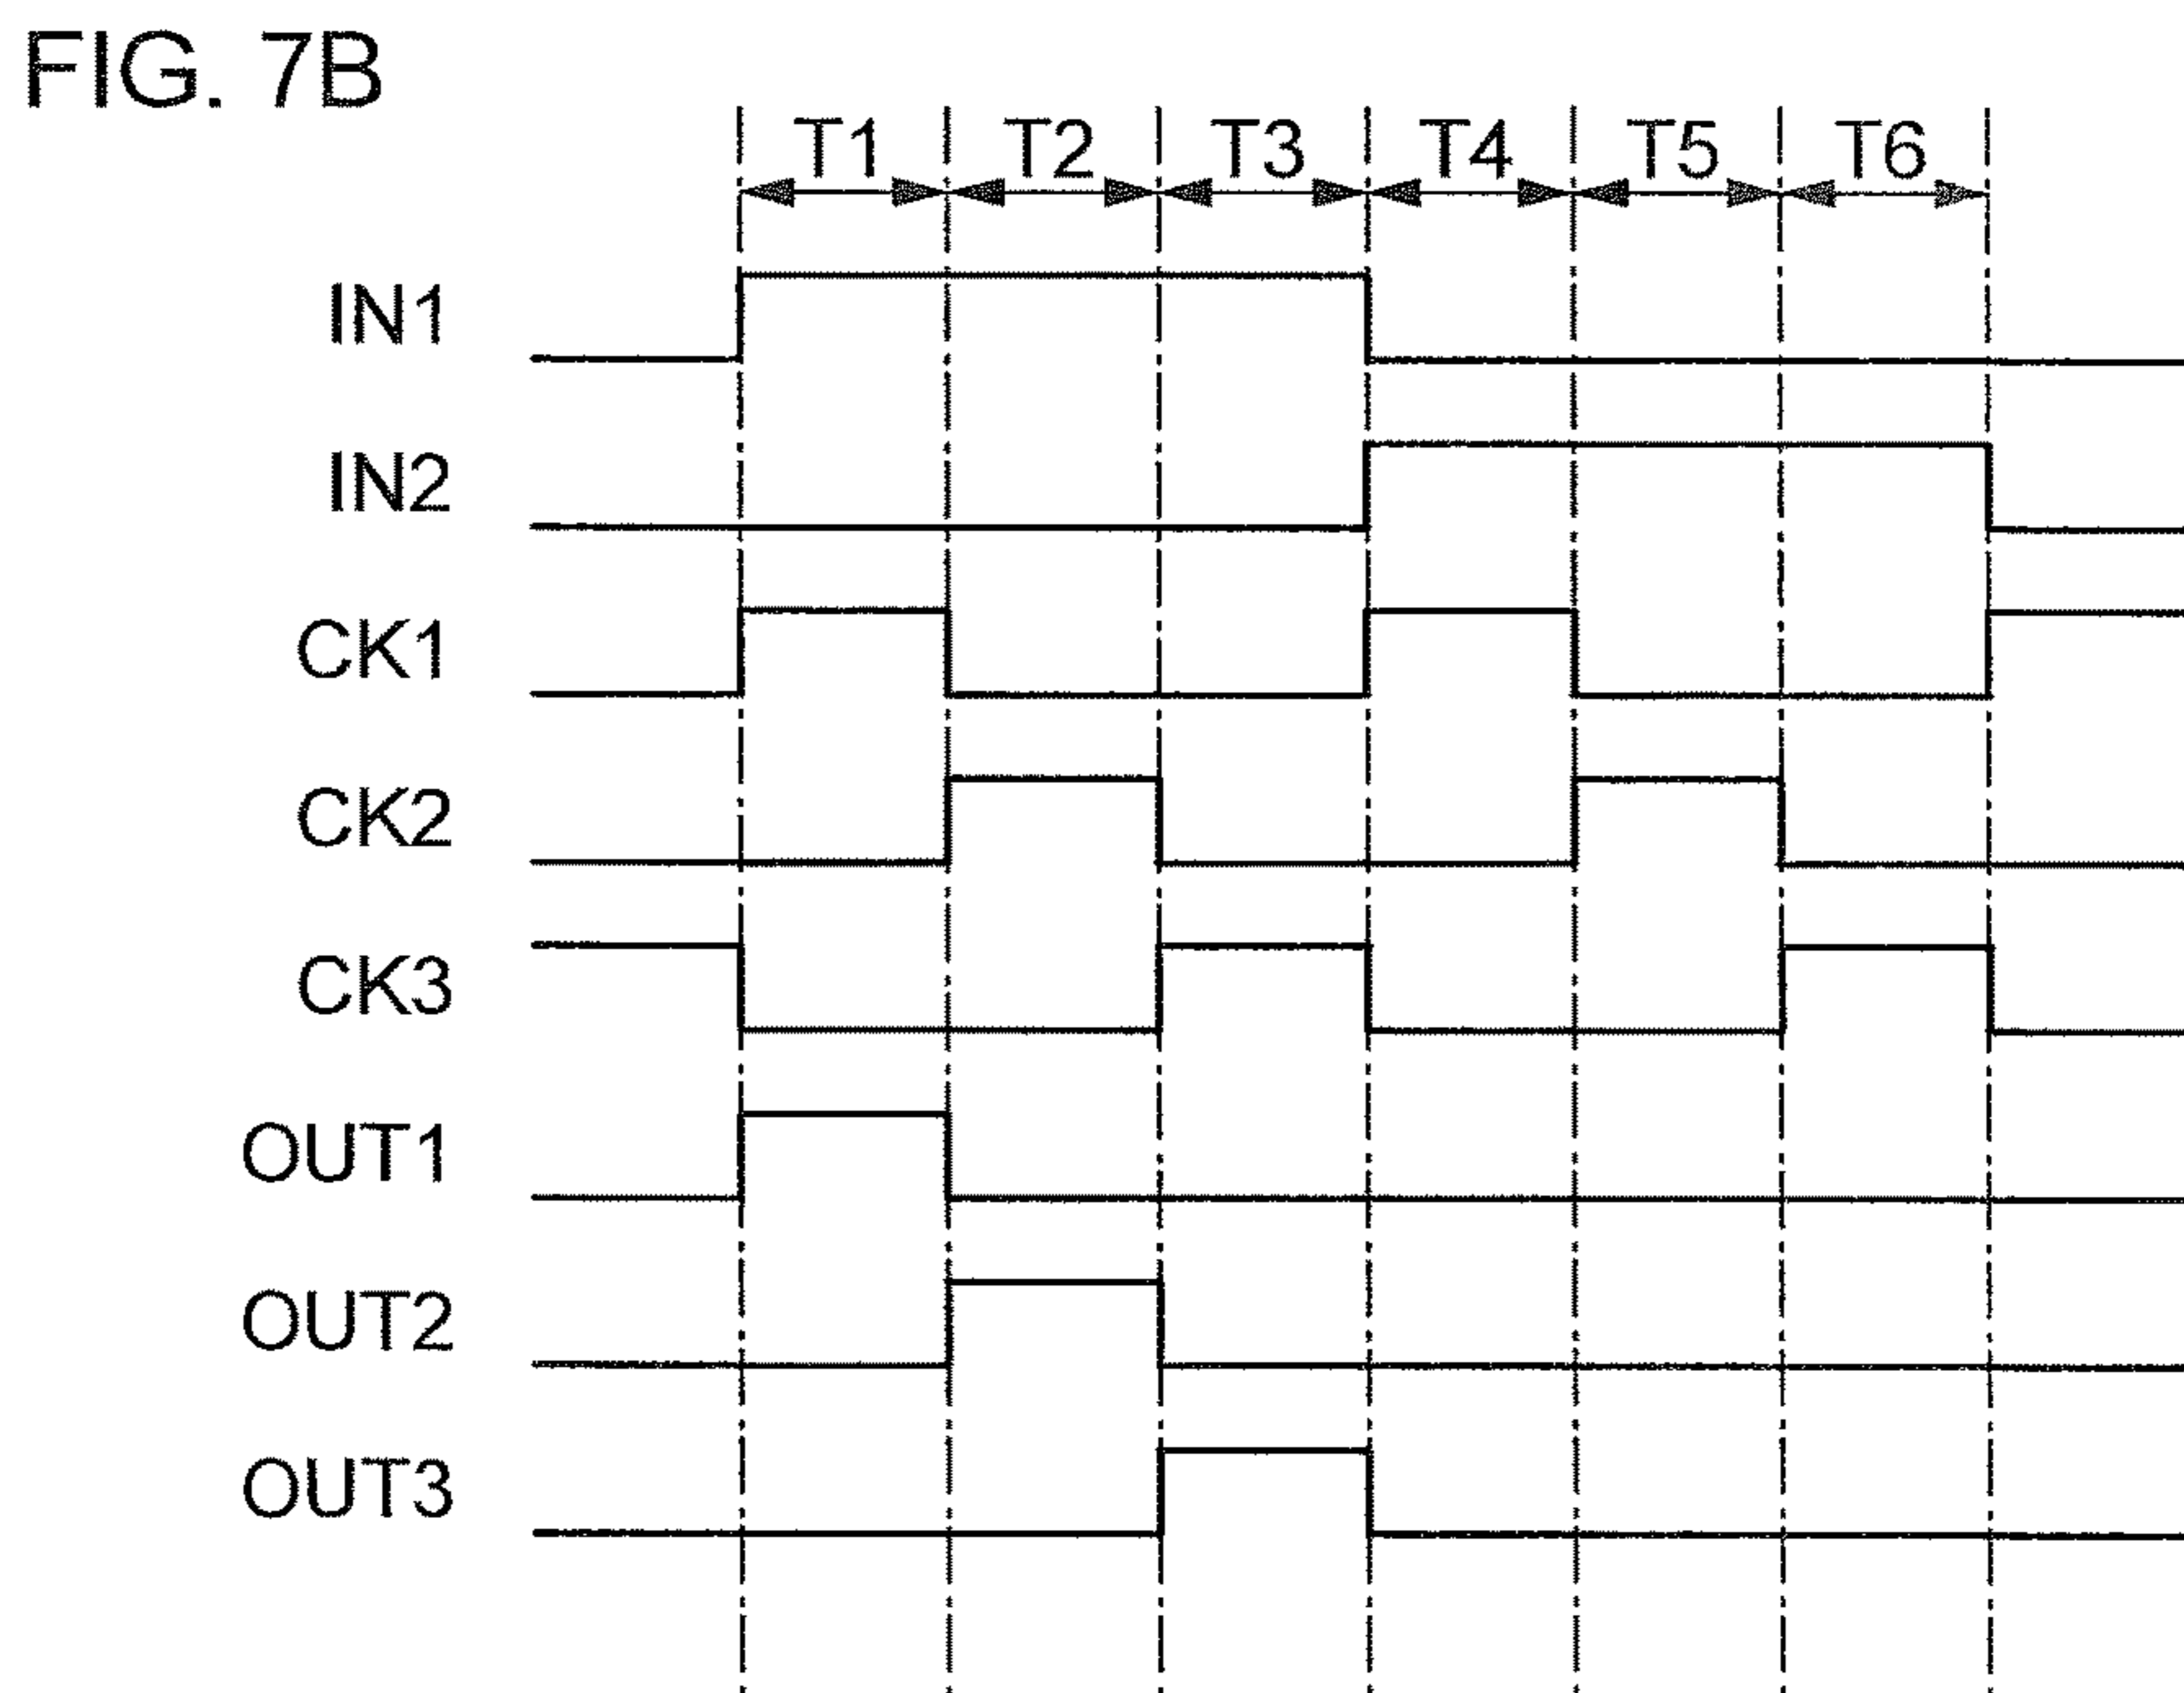 FIG. 7B
T1 T2 T3 T4 T5 T6
IN1
IN2
CK1
CK2
CK3
OUT1
OUT2
OUT3